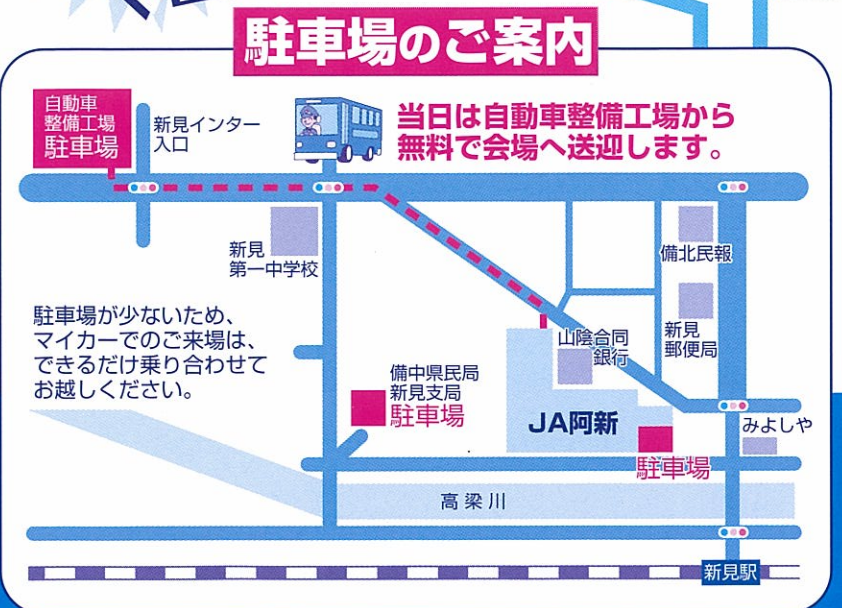 駐車場のご案内
自動車
整備工場
駐車場
新見インター
入口
当日は自動車整備工場から
無料で会場へ送迎します。
新見
第一中学校
備北民報
駐車場が少ないため、
マイカーでのご来場は、
できるだけ乗り合わせて
お越しください。
新見
郵便局
山陰合同
銀行
備中県民局
新見支局
駐車場
JA阿新
みよしや
駐車場
高梁川
新見駅